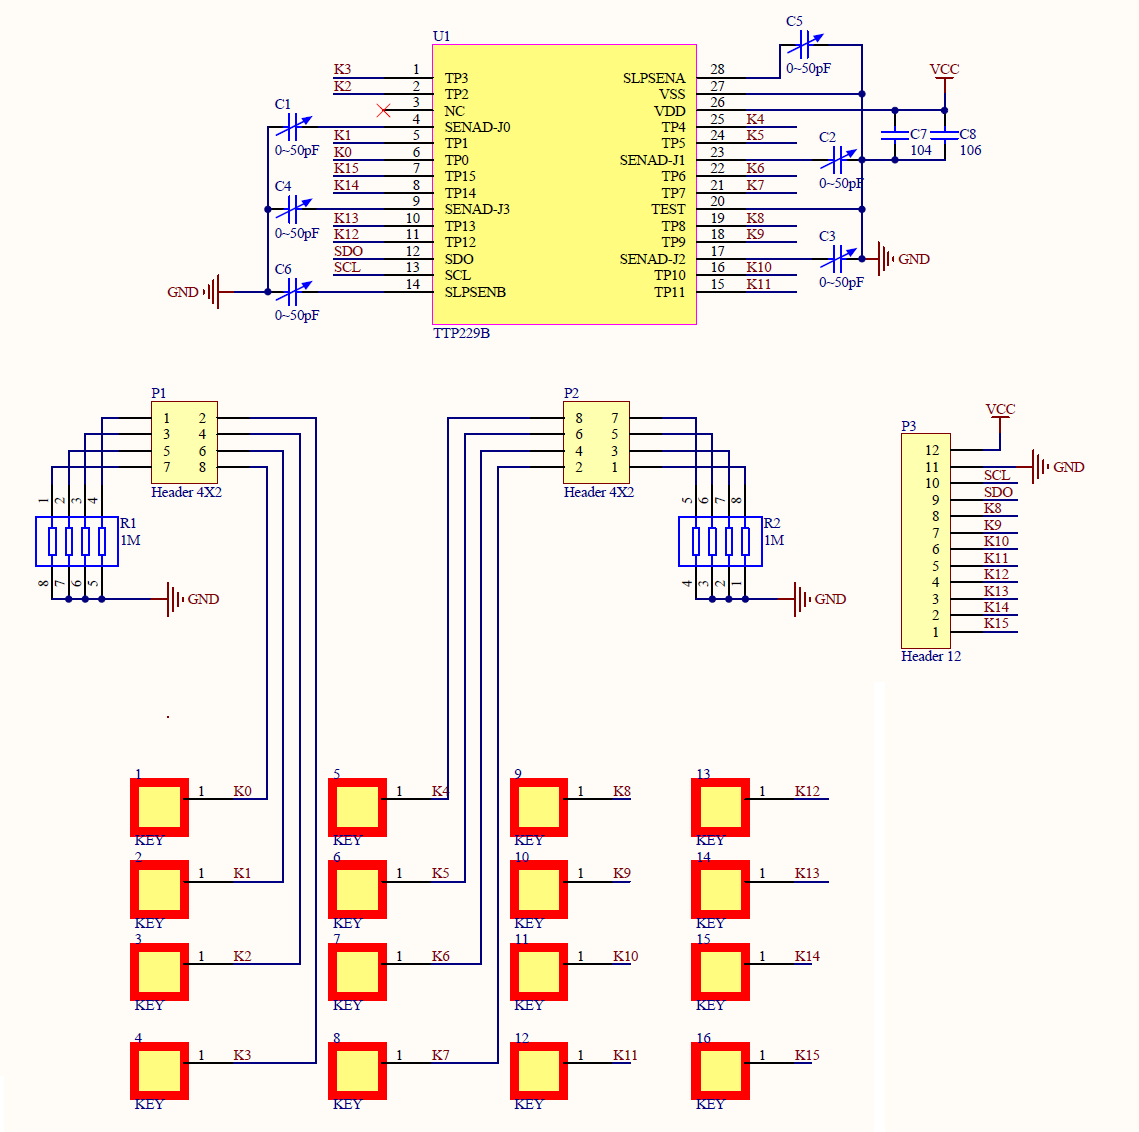 U1
TTP229B
K3 1 TP3
K2 2 TP2
3 NC
4 SENAD-J0
K1 5 TP1
K0 6 TP0
K15 7 TP15
K14 8 TP14
9 SENAD-J3
K13 10 TP13
K12 11 TP12
SDO 12 SDO
SCL 13 SCL
14 SLPSENB
SLPSENA 28
VSS 27
VDD 26
TP4 25 K4
TP5 24 K5
SENAD-J1 23
TP6 22 K6
TP7 21 K7
TEST 20
TP8 19 K8
TP9 18 K9
SENAD-J2 17
TP10 16 K10
TP11 15 K11
C1
0~50pF
C4
0~50pF
C6
0~50pF
GND
C5
0~50pF
C2
0~50pF
C3
0~50pF
GND
VCC
C7
104
C8
106
P1
1 2
3 4
5 6
7 8
Header 4X2
1 2 3 4
R1
1M
8 7 6 5
GND
P2
8 7
6 5
4 3
2 1
Header 4X2
5 6 7 8
R2
1M
4 3 2 1
GND
P3
VCC
12
11 GND
10 SCL
9 SDO
8 K8
7 K9
6 K10
5 K11
4 K12
3 K13
2 K14
1 K15
Header 12
1
1 K0
KEY
5
1 K4
KEY
9
1 K8
KEY
13
1 K12
KEY
2
1 K1
KEY
6
1 K5
KEY
10
1 K9
KEY
14
1 K13
KEY
3
1 K2
KEY
7
1 K6
KEY
11
1 K10
KEY
15
1 K14
KEY
4
1 K3
KEY
8
1 K7
KEY
12
1 K11
KEY
16
1 K15
KEY